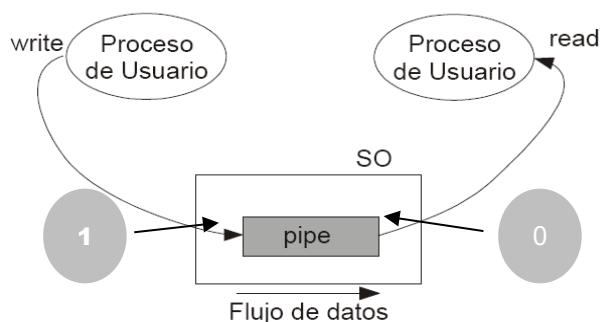 write
Proceso
de Usuario
Proceso
de Usuario
read
SO
1
pipe
0
Flujo de datos